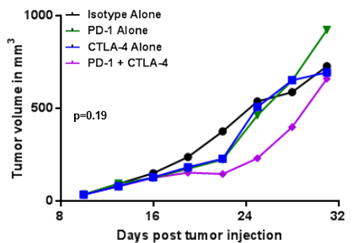 1000
500
0
Tumor volume in mm3
Isotype Alone
PD-1 Alone
CTLA-4 Alone
PD-1 + CTLA-4
p=0.19
8 16 24 32
Days post tumor injection